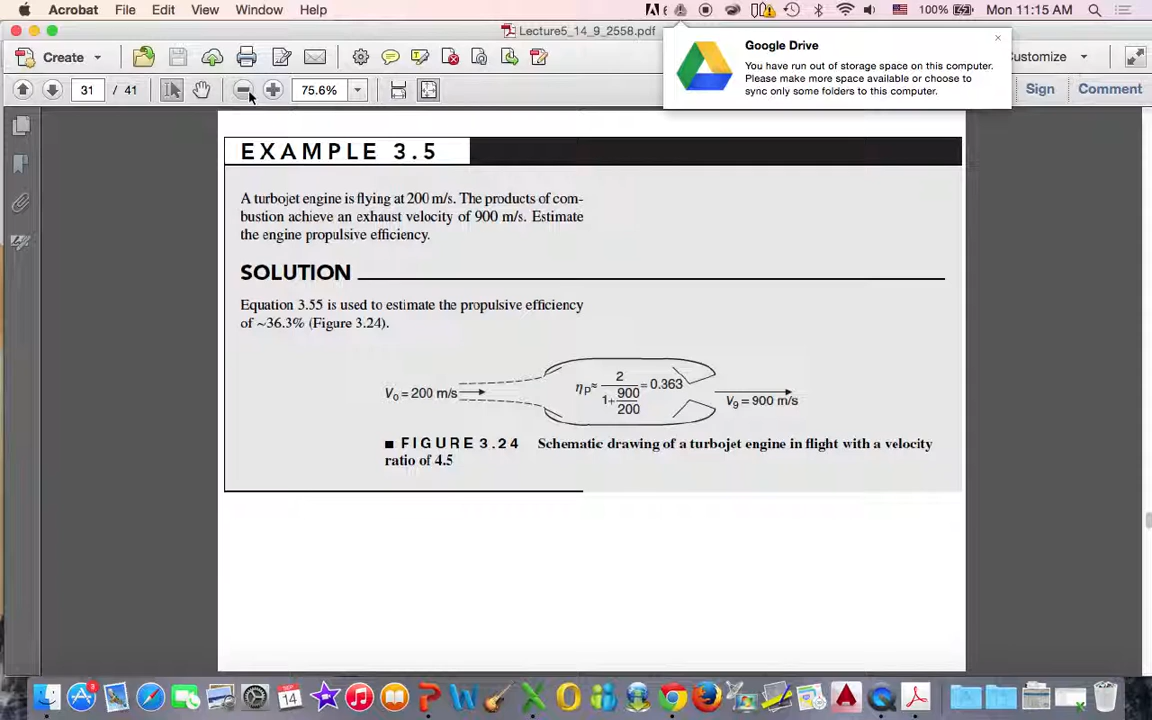 Acrobat File Edit View Window Help 100% Mon 11:15 AM
Lecture5_14_9_2558.pdf
Create Customize
31 / 41 75.6% Sign Comment
Google Drive
You have run out of storage space on this computer.
Please make more space available or choose to
sync only some folders to this computer.
EXAMPLE 3.5
A turbojet engine is flying at 200 m/s. The products of com-
bustion achieve an exhaust velocity of 900 m/s. Estimate
the engine propulsive efficiency.
SOLUTION
Equation 3.55 is used to estimate the propulsive efficiency
of ~36.3% (Figure 3.24).
V0 = 200 m/s
ηP≈ 2 / (1+ 900/200) = 0.363
V9 = 900 m/s
■ FIGURE 3.24 Schematic drawing of a turbojet engine in flight with a velocity
ratio of 4.5
3
SEP
14